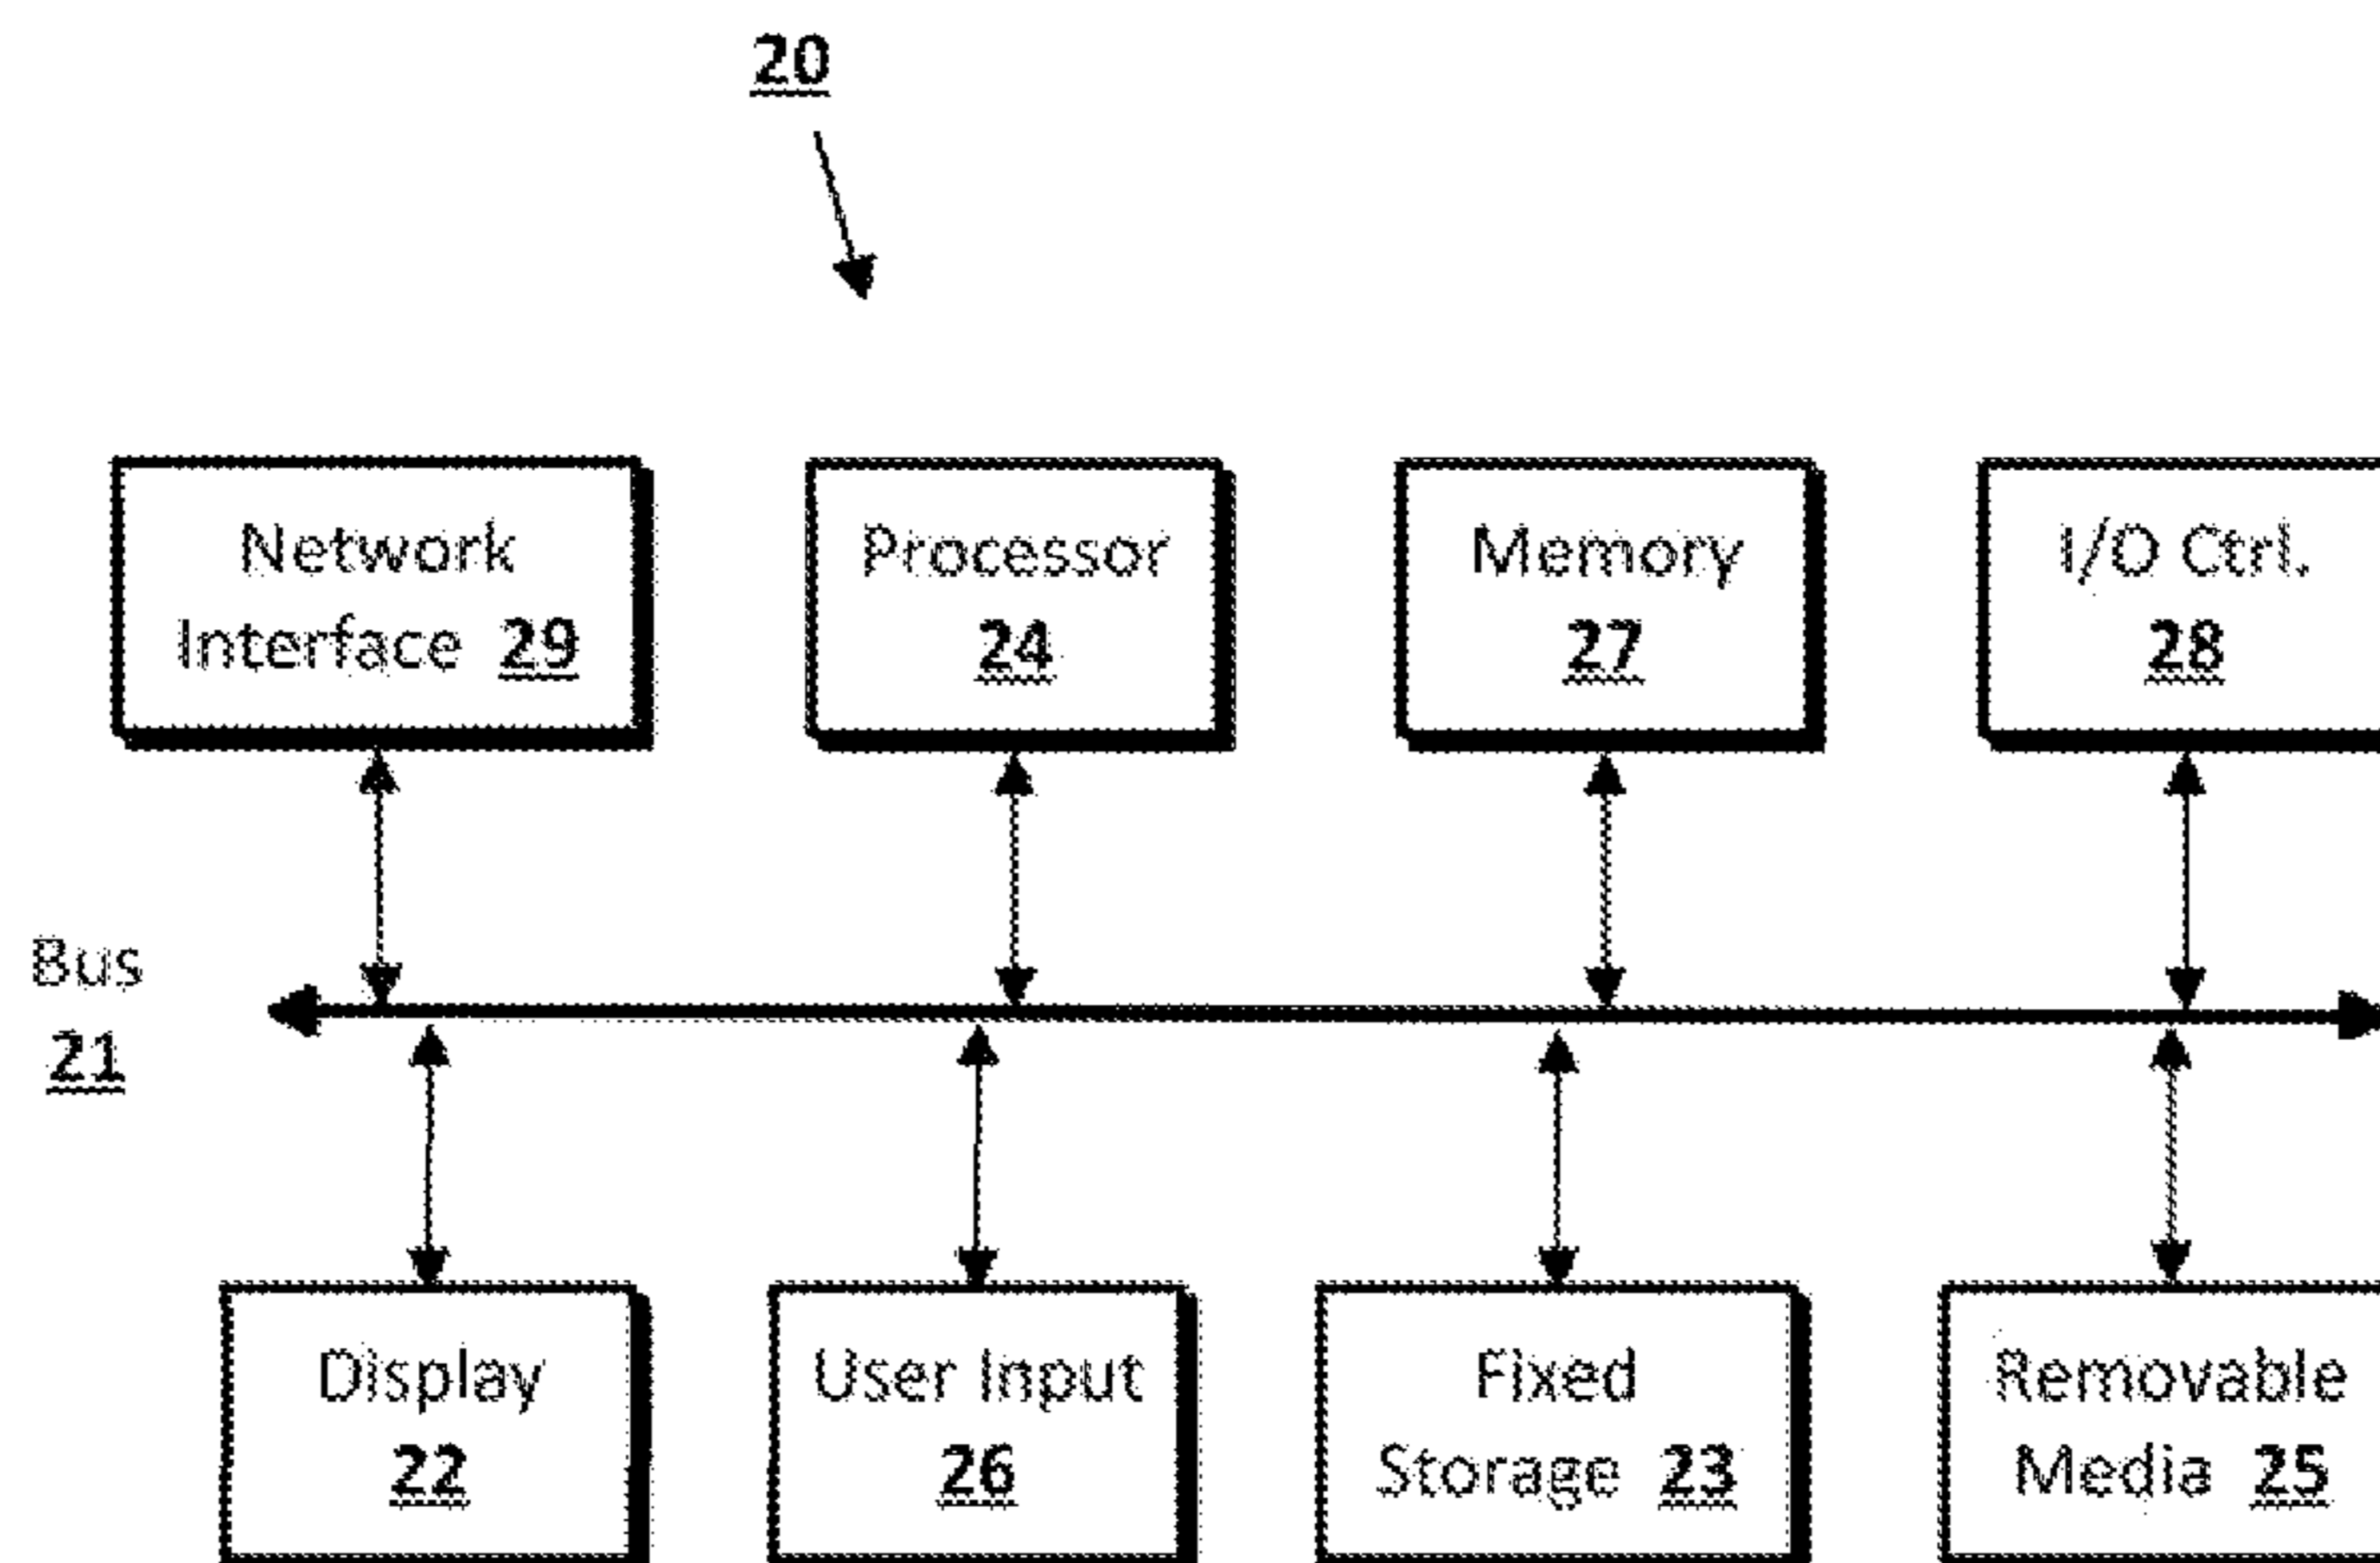 20
Network
Interface 29
Processor
24
Memory
27
I/O Ctrl.
28
Bus
21
Display
22
User Input
26
Fixed
Storage 23
Removable
Media 25